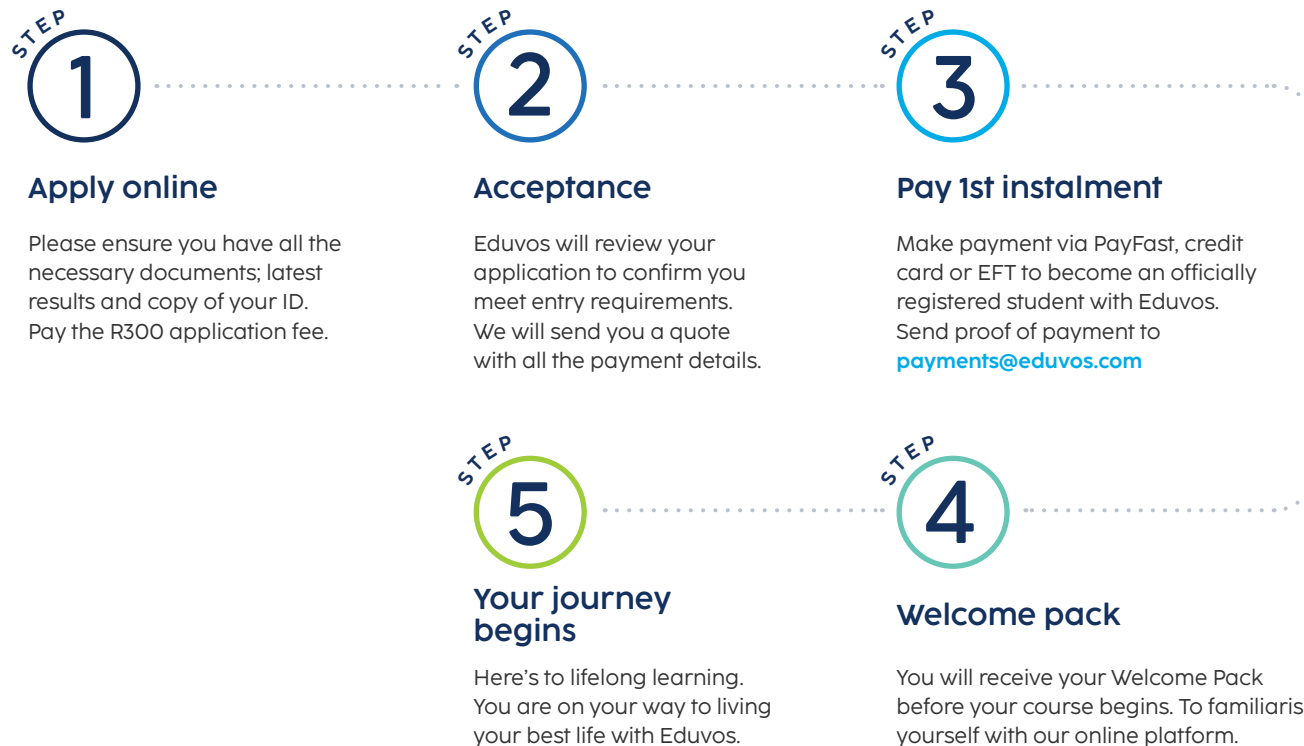 STEP
1
Apply online
Please ensure you have all the
necessary documents; latest
results and copy of your ID.
Pay the R300 application fee.
STEP
2
Acceptance
Eduvos will review your
application to confirm you
meet entry requirements.
We will send you a quote
with all the payment details.
STEP
3
Pay 1st instalment
Make payment via PayFast, credit
card or EFT to become an officially
registered student with Eduvos.
Send proof of payment to
payments@eduvos.com
STEP
4
Welcome pack
You will receive your Welcome Pack
before your course begins. To familiaris
yourself with our online platform.
STEP
5
Your journey
begins
Here's to lifelong learning.
You are on your way to living
your best life with Eduvos.